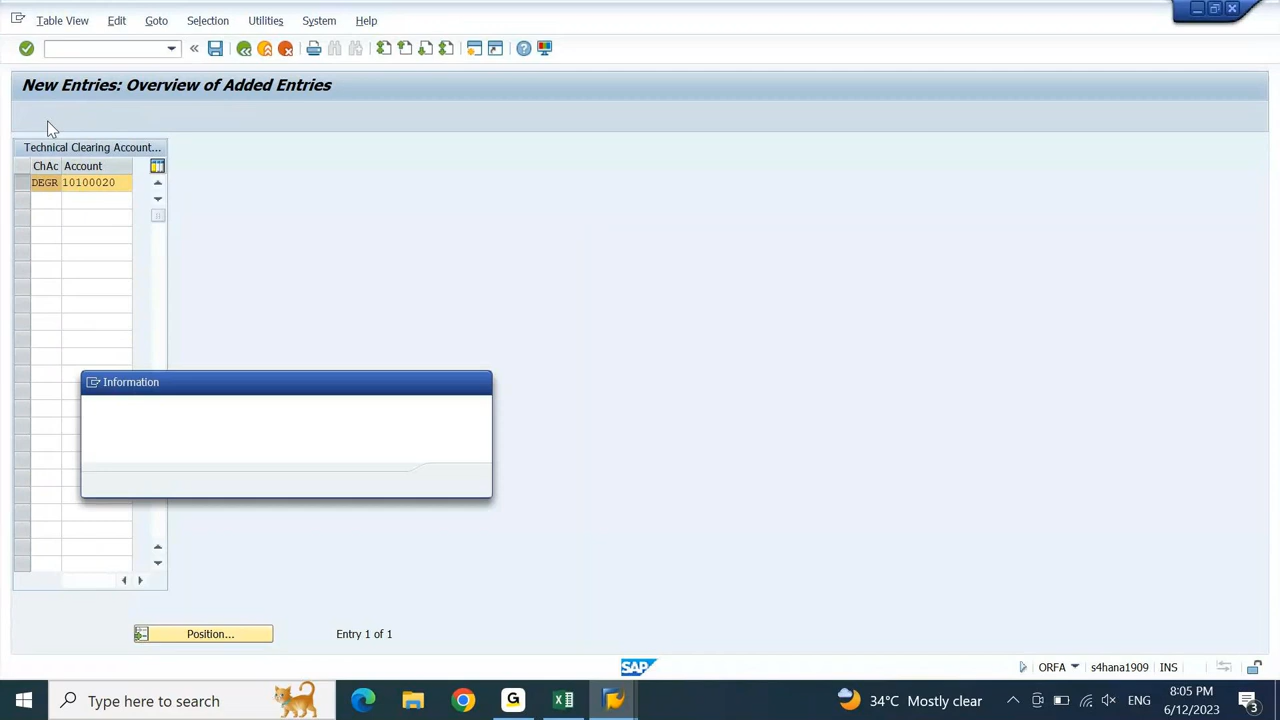 Table View Edit Goto Selection Utilities System Help
New Entries: Overview of Added Entries
Technical Clearing Account...
ChAc Account
DEGR 10100020
Information
Position... Entry 1 of 1
SAP
ORFA s4hana1909 INS
Type here to search
G
34°C Mostly clear
ENG
8:05 PM
6/12/2023
3